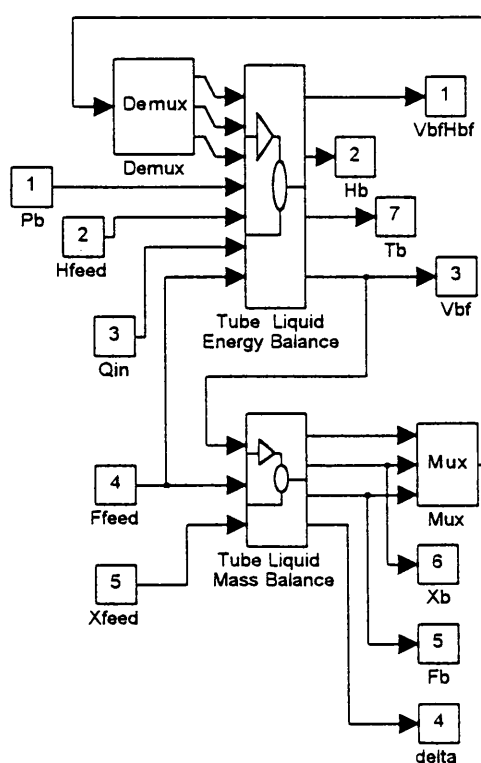 Demux
Demux
1
VbfHbf
2
Hb
1
Pb
7
Tb
2
Hfeed
3
Vbf
3
Qin
Tube Liquid
Energy Balance
4
Ffeed
Mux
Mux
5
Xfeed
Tube Liquid
Mass Balance
6
Xb
5
Fb
4
delta